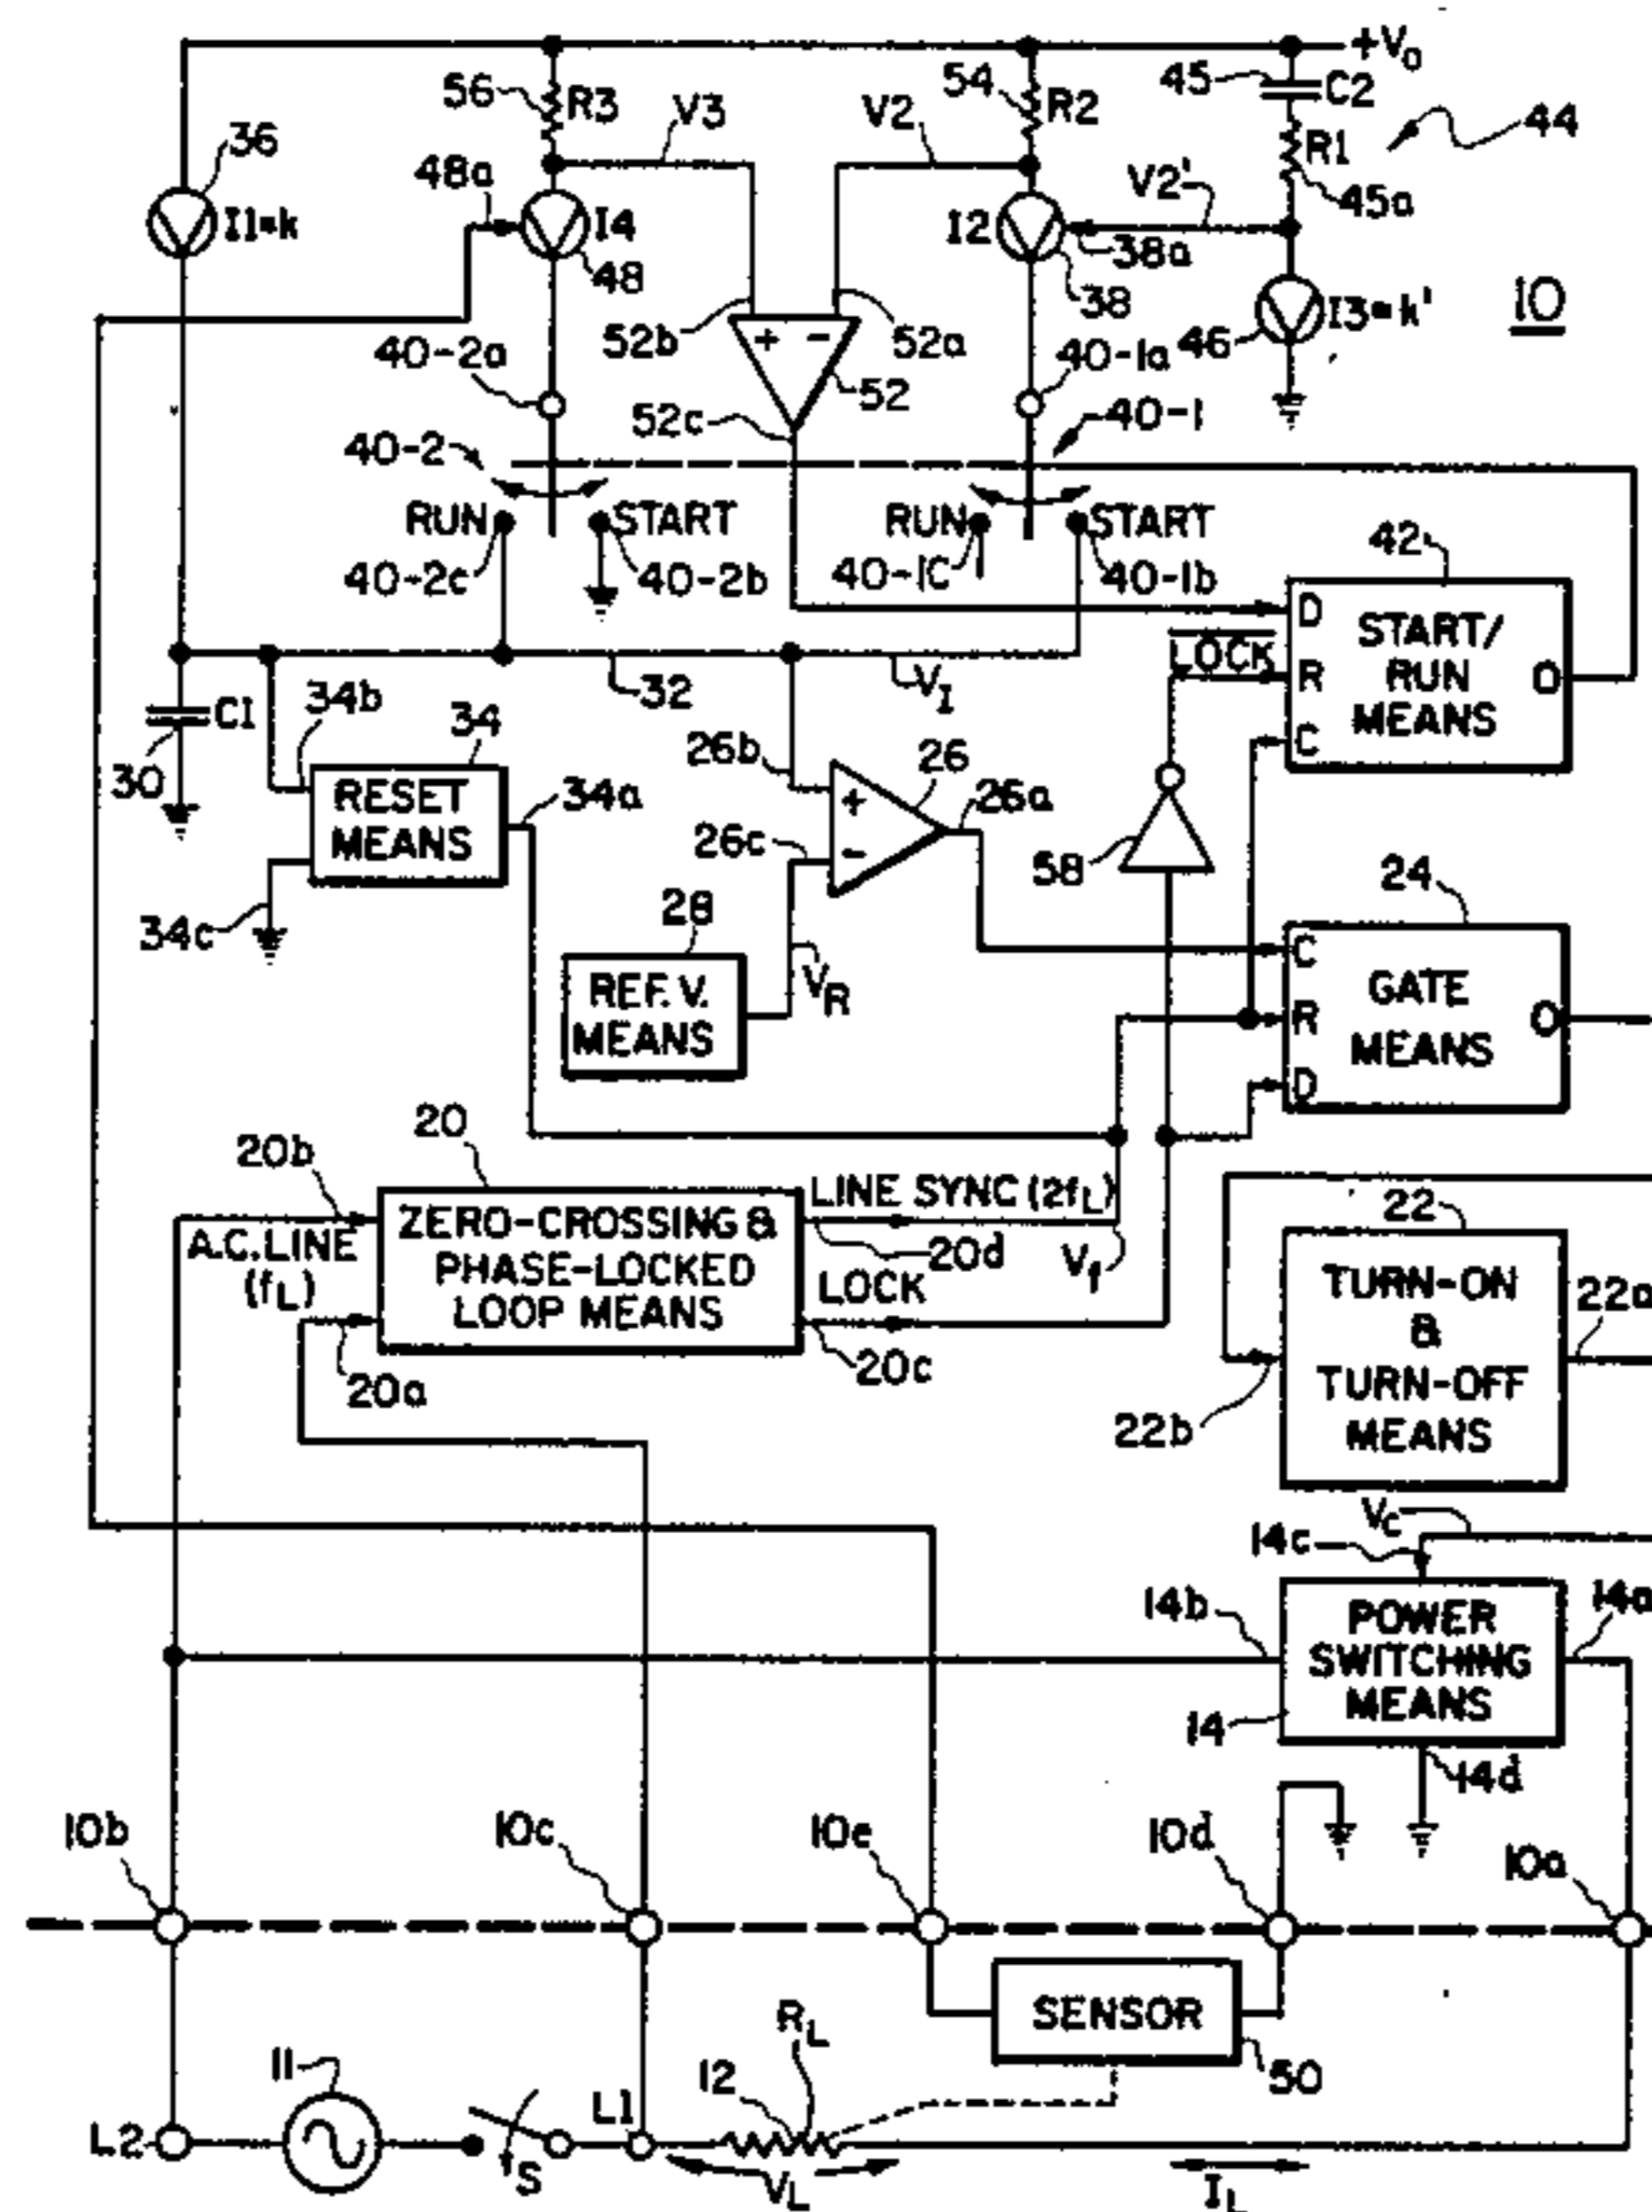 +Vo
56
R3
V3
V2
54
R2
45
C2
44
36
48a
R1
V2'
45a
I1=k
I4
I2
38a
48
38
I3=k'
10
52b
52a
40-2a
40-1a
46
52
52c
40-1
40-2
RUN
START
RUN
START
42
40-2c
40-2b
40-1C
40-1b
D
START/
RUN
MEANS
LOCK
R
O
C
32
VI
C1
34b
34
30
26b
26
26a
RESET
MEANS
34a
+
-
26c
58
24
34c
28
C
GATE
MEANS
REF. V.
MEANS
VR
R
O
D
20
20b
LINE SYNC (2fL)
22
A.C. LINE
(fL)
ZERO-CROSSING &
PHASE-LOCKED
LOOP MEANS
20d
Vf
LOCK
TURN-ON
&
TURN-OFF
MEANS
22a
20a
20c
22b
Vc
14c
14b
POWER
SWITCHING
MEANS
14a
14
14d
10b
10c
10e
10d
10a
SENSOR
RL
11
12
50
L2
L1
S
VL
IL